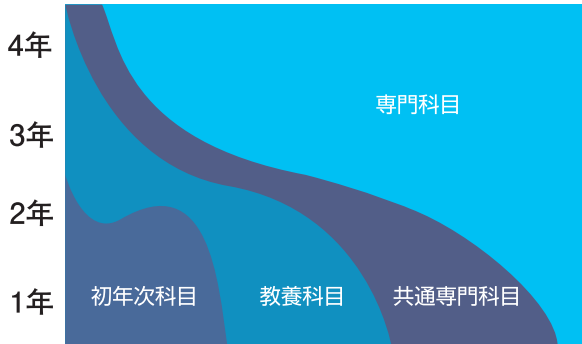 4年
専門科目
3年
2年
1年
初年次科目
教養科目
共通専門科目